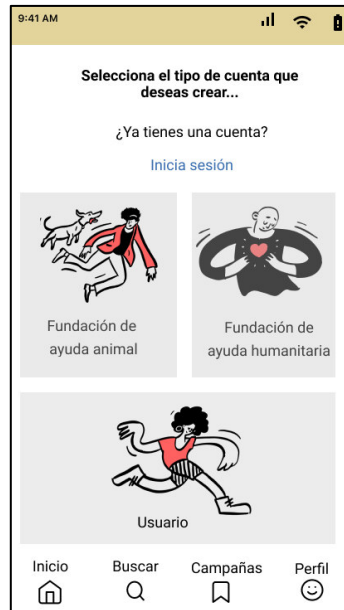 9:41 AM
Selecciona el tipo de cuenta que
deseas crear...
¿Ya tienes una cuenta?
Inicia sesión
Fundación de
ayuda animal
Fundación de
ayuda humanitaria
Usuario
Inicio
Buscar
Campañas
Perfil